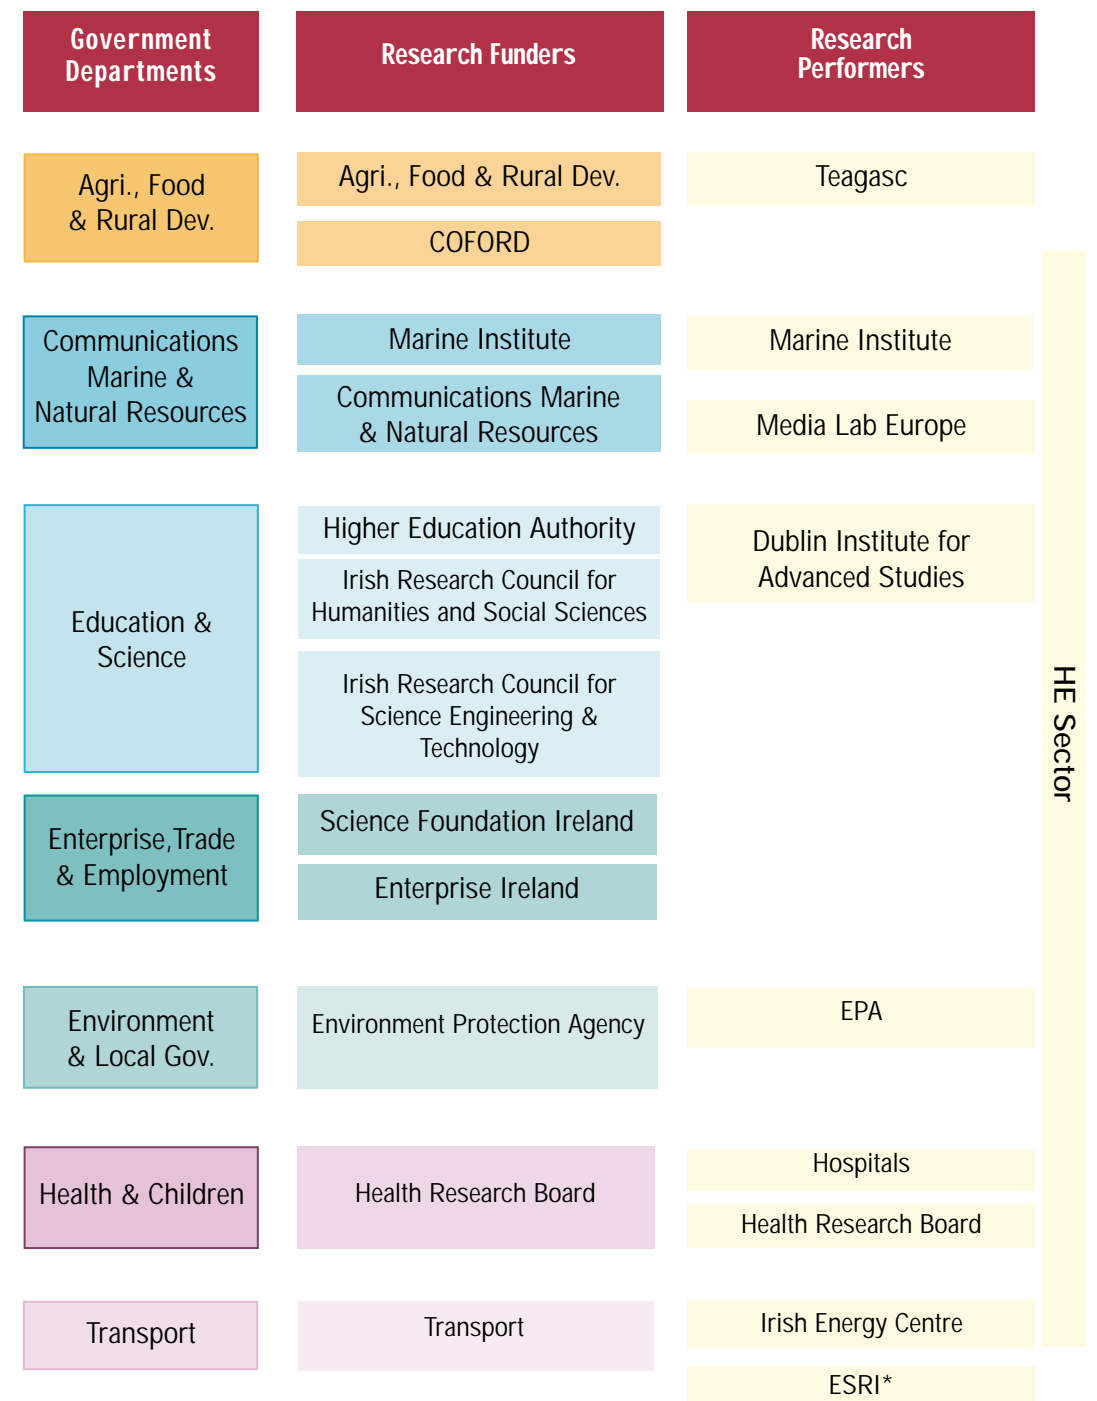 Government
Departments
Research Funders
Research
Performers
Agri., Food
& Rural Dev.
Agri., Food & Rural Dev.
COFORD
Teagasc
Communications
Marine &
Natural Resources
Marine Institute
Communications Marine
& Natural Resources
Marine Institute
Media Lab Europe
Education &
Science
Higher Education Authority
Irish Research Council for
Humanities and Social Sciences
Irish Research Council for
Science Engineering &
Technology
Dublin Institute for
Advanced Studies
HE Sector
Enterprise,Trade
& Employment
Science Foundation Ireland
Enterprise Ireland
Environment
& Local Gov.
Environment Protection Agency
EPA
Health & Children
Health Research Board
Hospitals
Health Research Board
Transport
Transport
Irish Energy Centre
ESRI*